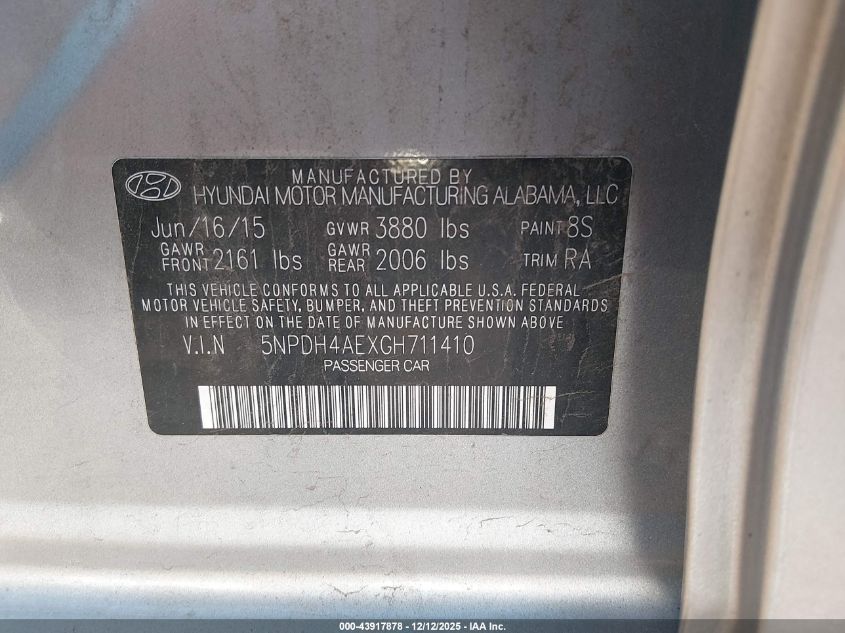 MANUFACTURED BY
HYUNDAI MOTOR MANUFACTURING ALABAMA, LLC
Jun/16/15 GVWR 3880 lbs PAINT 8S
GAWR FRONT 2161 lbs GAWR REAR 2006 lbs TRIM RA
THIS VEHICLE CONFORMS TO ALL APPLICABLE U.S.A. FEDERAL
MOTOR VEHICLE SAFETY, BUMPER, AND THEFT PREVENTION STANDARDS
IN EFFECT ON THE DATE OF MANUFACTURE SHOWN ABOVE.
V.I.N 5NPDH4AEXGH711410
PASSENGER CAR
000-43917878 - 12/12/2025 - IAA Inc.